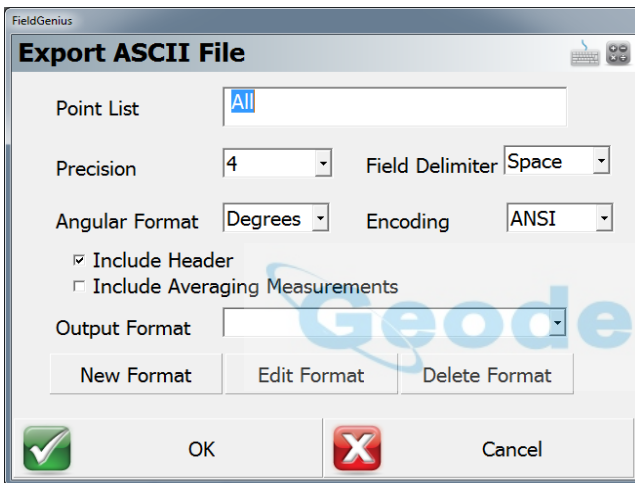 FieldGenius
Export ASCII File
Point List All
Precision 4 Field Delimiter Space
Angular Format Degrees Encoding ANSI
Include Header
Include Averaging Measurements
Geode
Output Format
New Format Edit Format Delete Format
OK Cancel